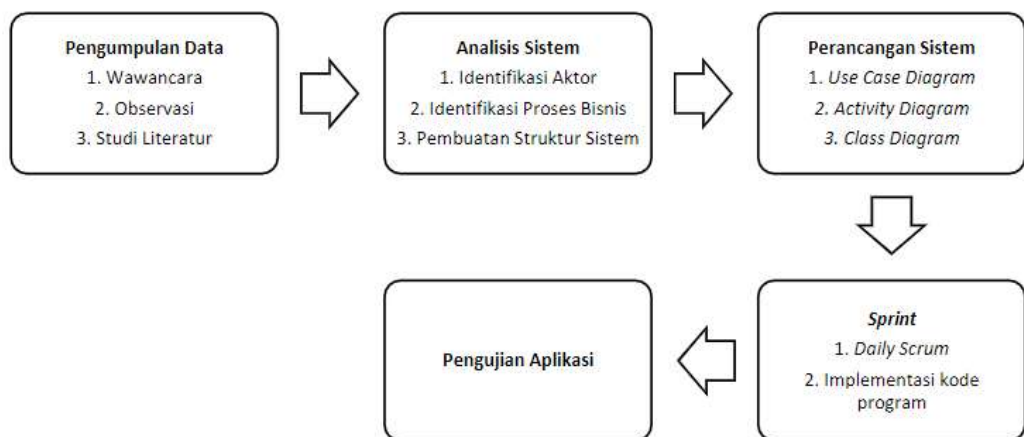 Pengumpulan Data
1. Wawancara
2. Observasi
3. Studi Literatur
Analisis Sistem
1. Identifikasi Aktor
2. Identifikasi Proses Bisnis
3. Pembuatan Struktur Sistem
Perancangan Sistem
1. Use Case Diagram
2. Activity Diagram
3. Class Diagram
Sprint
1. Daily Scrum
2. Implementasi kode
program
Pengujian Aplikasi